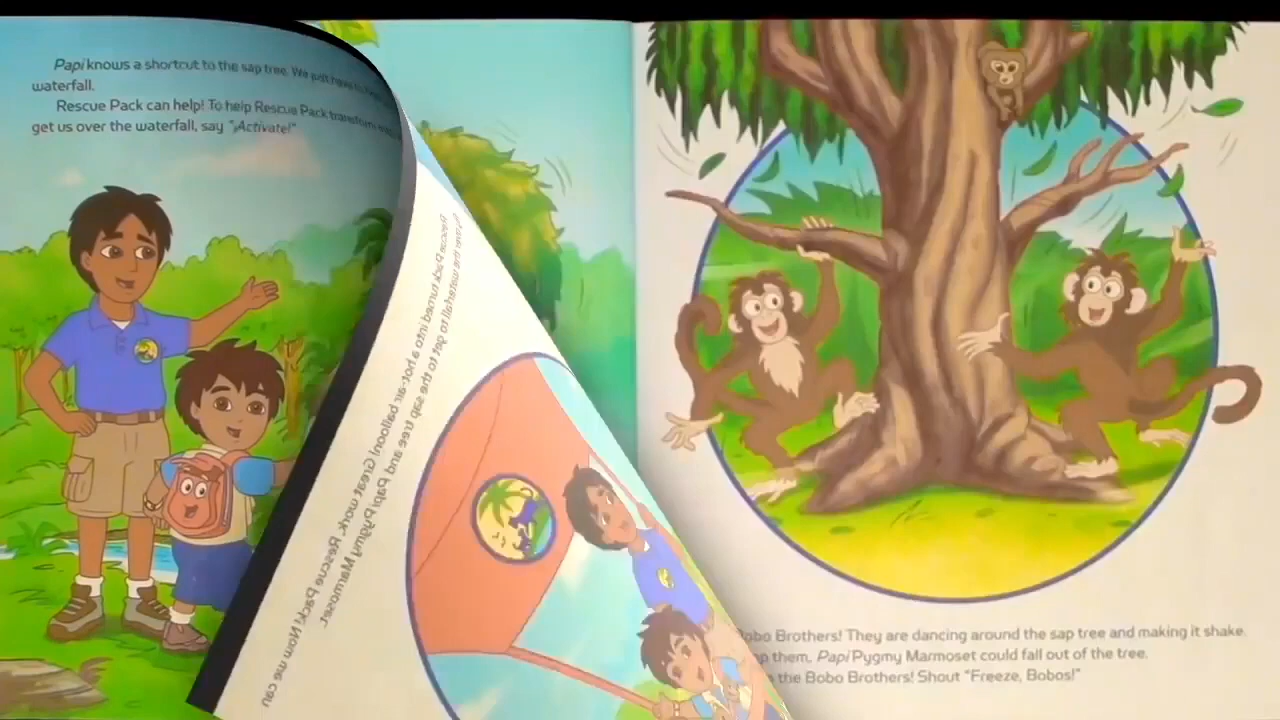 Papi knows a shortcut to the sap tree. We just have to
waterfall.
Rescue Pack can help! To help Rescue Pack transform
get us over the waterfall, say "¡Actívate!"
Rescue Pack turned into a hot-air balloon! Great work, Rescue Pack! Now we can
over the waterfall to get to the sap tree and Papi Pygmy Marmoset.
Bobo Brothers! They are dancing around the sap tree and making it shake.
them, Papi Pygmy Marmoset could fall out of the tree.
the Bobo Brothers! Shout "Freeze, Bobos!"